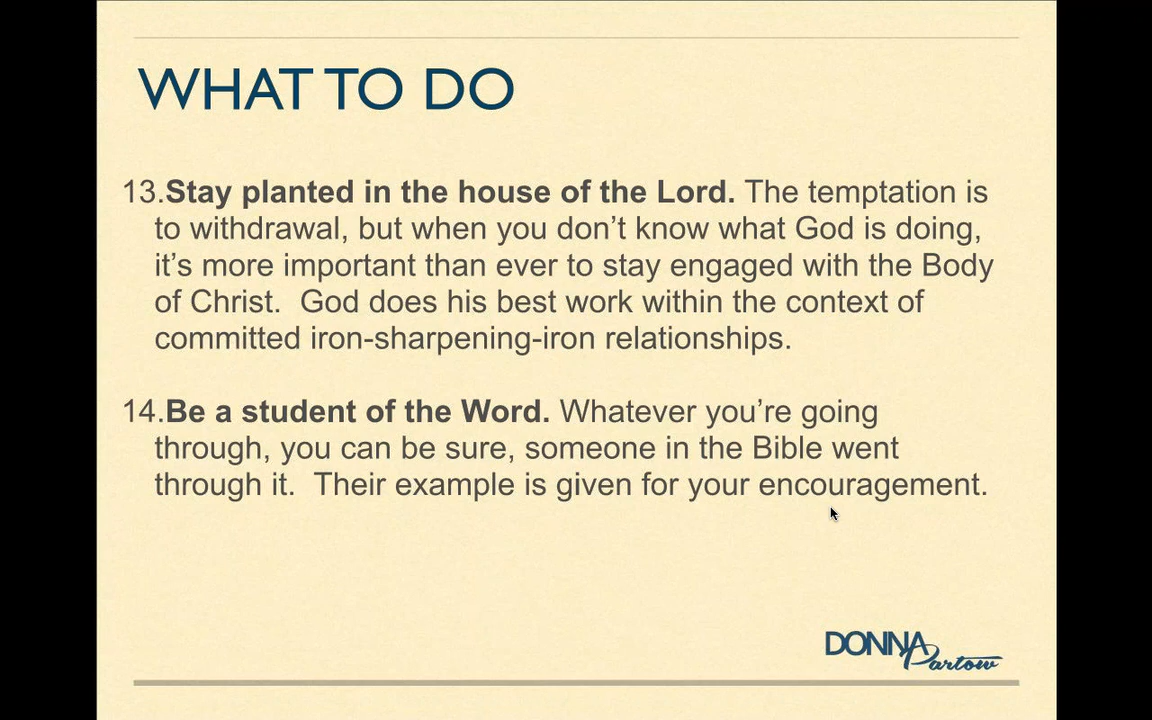 WHAT TO DO
13.Stay planted in the house of the Lord. The temptation is
to withdrawal, but when you don’t know what God is doing,
it’s more important than ever to stay engaged with the Body
of Christ.  God does his best work within the context of
committed iron-sharpening-iron relationships.
14.Be a student of the Word. Whatever you’re going
through, you can be sure, someone in the Bible went
through it.  Their example is given for your encouragement.
DONNA
Partow